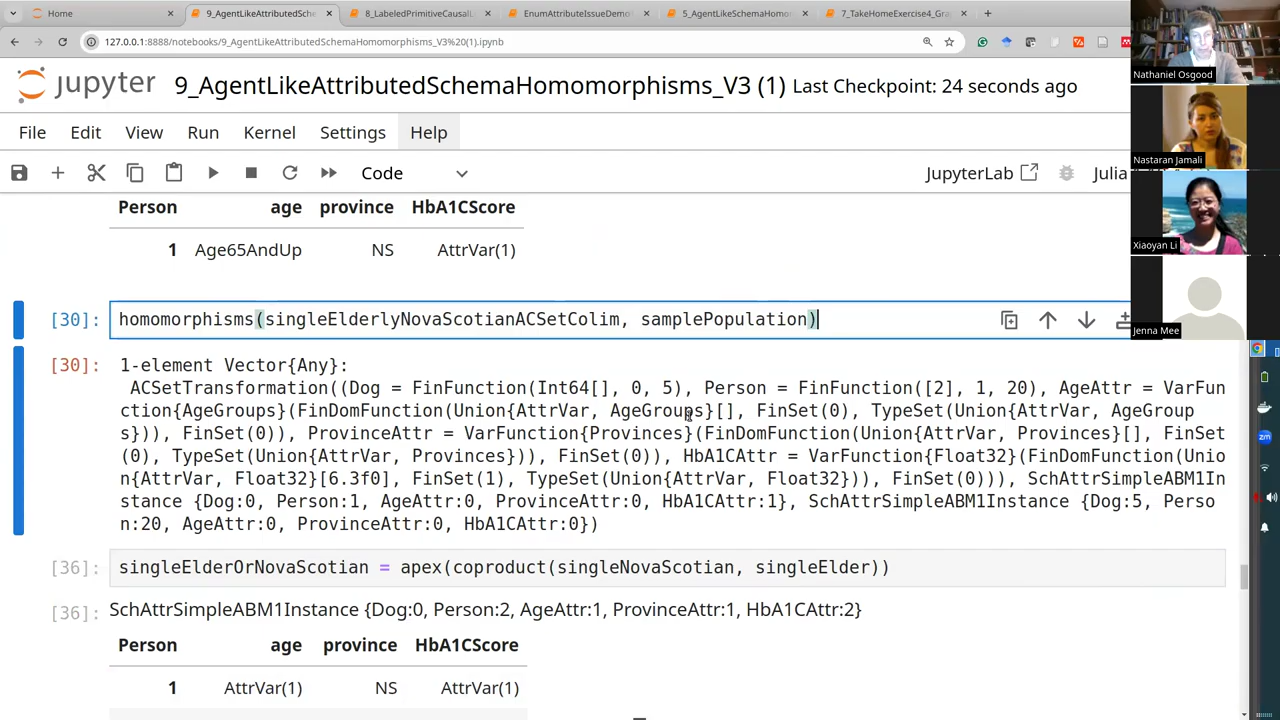 Home
9_AgentLikeAttributedSche
8_LabeledPrimitiveCausalL
EnumAttributeIssueDemo
5_AgentLikeSchemaHomom
7_TakeHomeExercise4_Gra
127.0.0.1:8888/notebooks/9_AgentLikeAttributedSchemaHomomorphisms_V3%20(1).ipynb
jupyter
9_AgentLikeAttributedSchemaHomomorphisms_V3 (1) Last Checkpoint: 24 seconds ago
File Edit View Run Kernel Settings Help
Code
JupyterLab
Julia
Person age province HbA1CScore
1 Age65AndUp NS AttrVar(1)
[30]: homomorphisms(singleElderlyNovaScotianACSetColim, samplePopulation)
[30]: 1-element Vector{Any}:
ACSetTransformation((Dog = FinFunction(Int64[], 0, 5), Person = FinFunction([2], 1, 20), AgeAttr = VarFun
ction{AgeGroups}(FinDomFunction(Union{AttrVar, AgeGroups}[], FinSet(0), TypeSet(Union{AttrVar, AgeGroup
s})), FinSet(0)), ProvinceAttr = VarFunction{Provinces}(FinDomFunction(Union{AttrVar, Provinces}[], FinSet
(0), TypeSet(Union{AttrVar, Provinces})), FinSet(0)), HbA1CAttr = VarFunction{Float32}(FinDomFunction(Unio
n{AttrVar, Float32}[6.3f0], FinSet(1), TypeSet(Union{AttrVar, Float32})), FinSet(0))), SchAttrSimpleABM1In
stance {Dog:0, Person:1, AgeAttr:0, ProvinceAttr:0, HbA1CAttr:1}, SchAttrSimpleABM1Instance {Dog:5, Perso
n:20, AgeAttr:0, ProvinceAttr:0, HbA1CAttr:0})
[36]: singleElderOrNovaScotian = apex(coproduct(singleNovaScotian, singleElder))
[36]: SchAttrSimpleABM1Instance {Dog:0, Person:2, AgeAttr:1, ProvinceAttr:1, HbA1CAttr:2}
Person age province HbA1CScore
1 AttrVar(1) NS AttrVar(1)
Nathaniel Osgood
Nastaran Jamali
Xiaoyan Li
Jenna Mee
zm